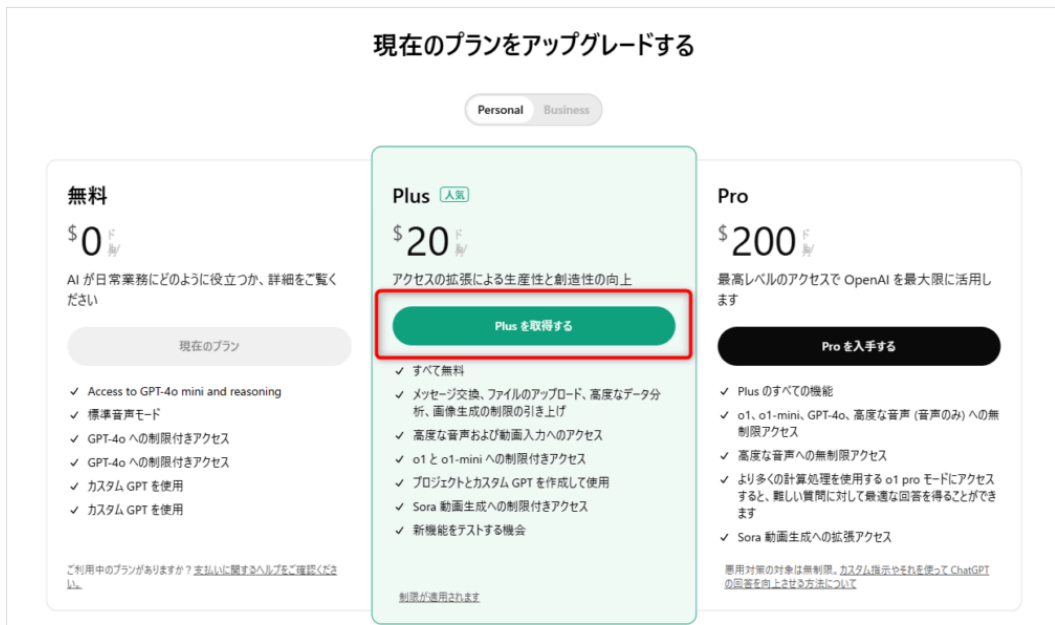 現在のプランをアップグレードする
Personal Business
無料
$0
AI が日常業務にどのように役立つか、詳細をご覧く
ださい
現在のプラン
✓ Access to GPT-4o mini and reasoning
✓ 標準音声モード
✓ GPT-4o への制限付きアクセス
✓ GPT-4o への制限付きアクセス
✓ カスタム GPT を使用
✓ カスタム GPT を使用
ご利用中のプランがありますか？支払いに関するヘルプをご確認くださ
い。
Plus 人気
$20
アクセスの拡張による生産性と創造性の向上
Plus を取得する
✓ すべて無料
✓ メッセージ交換、ファイルのアップロード、高度なデータ分
析、画像生成の制限の引き上げ
✓ 高度な音声および動画入力へのアクセス
✓ o1 と o1-mini への制限付きアクセス
✓ プロジェクトとカスタム GPT を作成して使用
✓ Sora 動画生成への制限付きアクセス
✓ 新機能をテストする機会
制限が適用されます
Pro
$200
最高レベルのアクセスで OpenAI を最大限に活用し
ます
Pro を入手する
✓ Plus のすべての機能
✓ o1、o1-mini、GPT-4o、高度な音声 (音声のみ) への無
制限アクセス
✓ 高度な音声への無制限アクセス
✓ より多くの計算処理を使用する o1 pro モードにアクセス
すると、難しい質問に対して最適な回答を得ることができ
ます
✓ Sora 動画生成への拡張アクセス
悪用対策の対象は無制限。カスタム指示やそれを使って ChatGPT
の回答を向上させる方法について